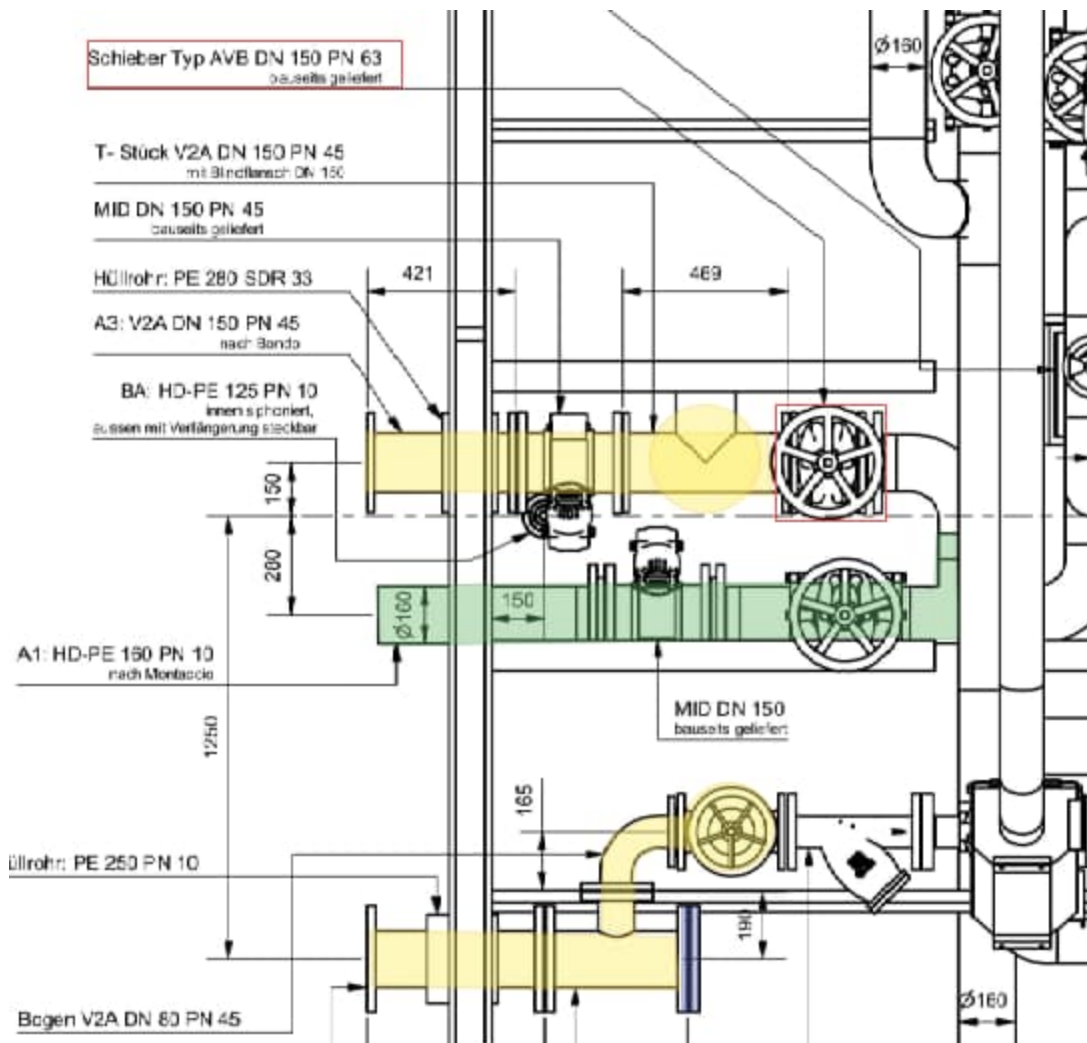 Schieber Typ AVB DN 150 PN 63
bauseits geliefert
Ø160
T- Stück V2A DN 150 PN 45
mit Blindflansch DN 150
MID DN 150 PN 45
bauseits geliefert
Hüllrohr: PE 280 SDR 33
421
469
A3: V2A DN 150 PN 45
nach Bondo
BA: HD-PE 125 PN 10
innen siphoniert,
aussen mit Verlängerung steckbar
150
280
Ø160
150
A1: HD-PE 160 PN 10
nach Montaccio
MID DN 150
bauseits geliefert
1250
165
üllrohr: PE 250 PN 10
190
Bogen V2A DN 80 PN 45
Ø160